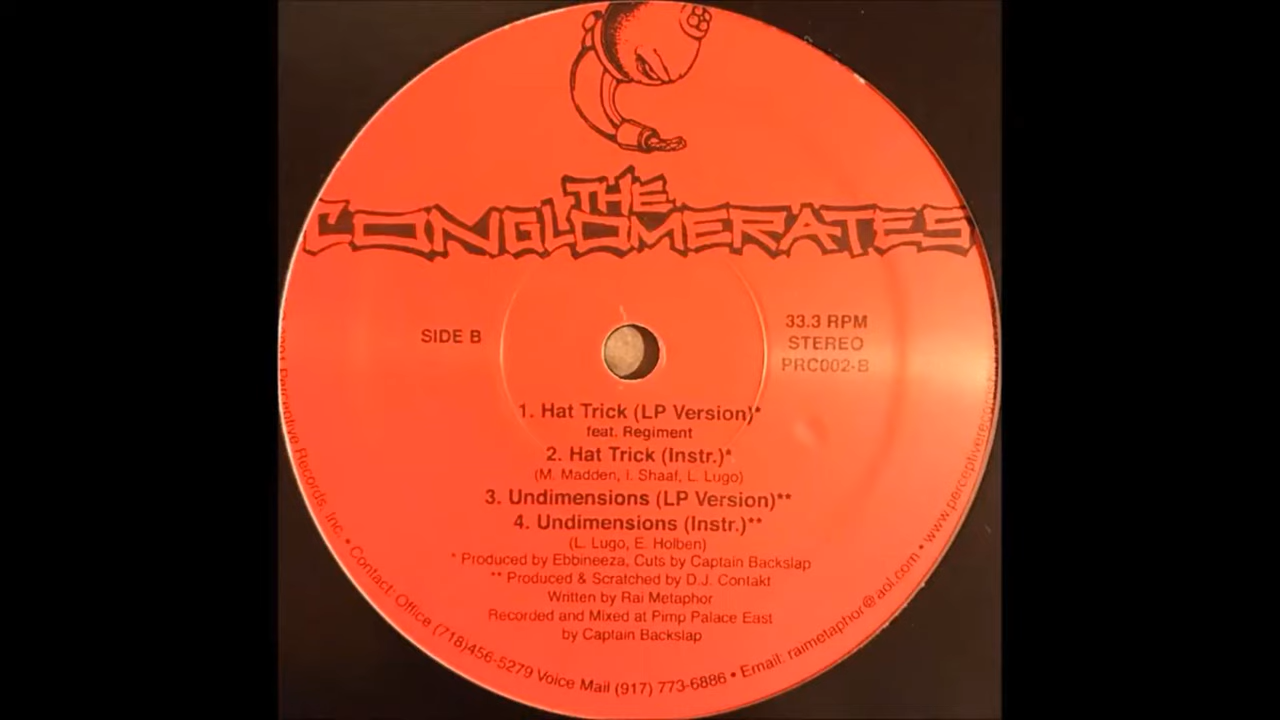 THE
CONGLOMERATES
SIDE B
33.3 RPM
STEREO
PRC002-B
1. Hat Trick (LP Version)*
feat. Regiment
2. Hat Trick (Instr.)*
(M. Madden, I. Shaaf, L. Lugo)
3. Undimensions (LP Version)**
4. Undimensions (Instr.)**
(L. Lugo, E. Holben)
* Produced by Ebbineeza, Cuts by Captain Backslap
** Produced & Scratched by D.J. Contakt
Written by Rai Metaphor
Recorded and Mixed at Pimp Palace East
by Captain Backslap
Perceptive Records, Inc. • Contact: Office (718)456-5279 Voice Mail (917) 773-6886 • Email: raimetaphor@aol.com •